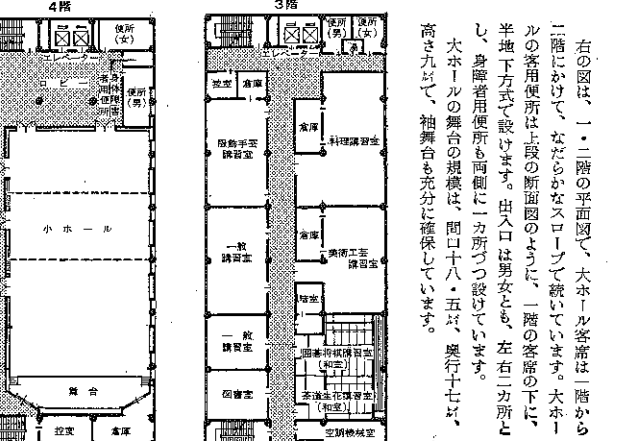 4階
便所
(女)
エレベーター
ロビー
身体障害
者用便所
便所
(男)
小ホール
舞台
控室
倉庫
3階
便所
(男)
便所
(女)
エレベーター
控室
倉庫
服飾手芸
講習室
倉庫
料理講習室
一般
講習室
倉庫
美術工芸
講習室
一般
講習室
囲碁将棋講習室
(和室)
図書室
茶道生花講習室
(和室)
空調機械室
右の図は、一・二階の平面図で、大ホール客席は一階から
二階にかけて、なだらかなスロープで続いています。大ホー
ルの客用便所は上段の断面図のように、一階の客席の下に、
半地下方式で設けます。出入口は男女とも、左右二カ所と
し、身障者用便所も両側に一カ所づつ設けています。
大ホールの舞台の規模は、間口十八・五㍍、奥行十七㍍、
高さ九㍍で、袖舞台も充分に確保しています。